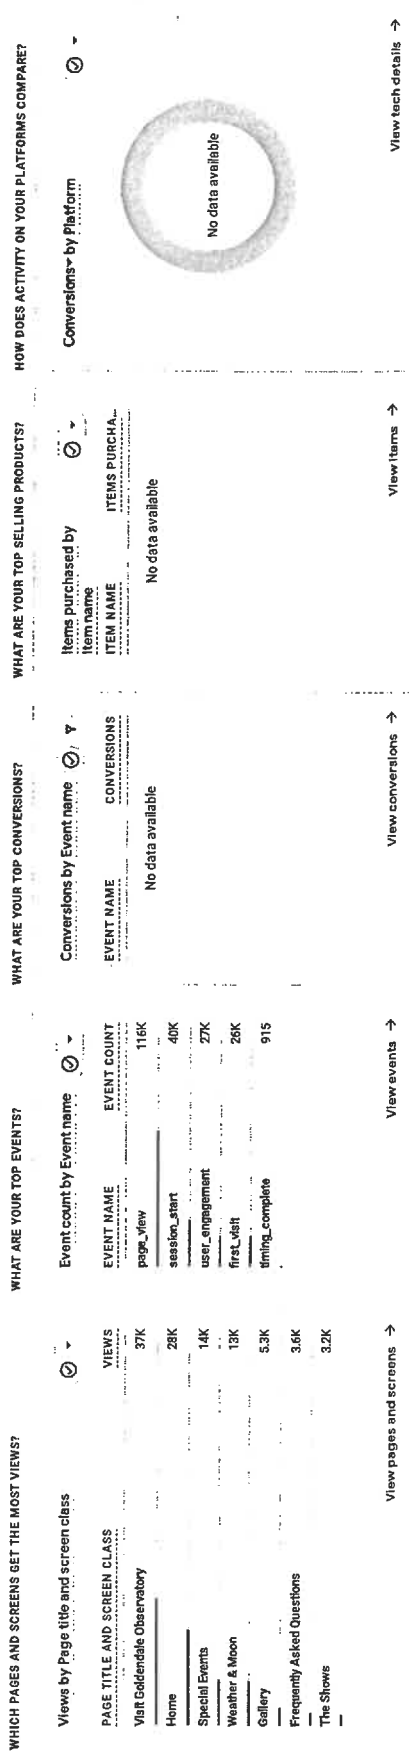 WHICH PAGES AND SCREENS GET THE MOST VIEWS?
Views by Page title and screen class
PAGE TITLE AND SCREEN CLASS VIEWS
Visit Goldendale Observatory 37K
Home 28K
Special Events 14K
Weather & Moon 13K
Gallery 5.3K
Frequently Asked Questions 3.6K
The Shows 3.2K
View pages and screens →
WHAT ARE YOUR TOP EVENTS?
Event count by Event name
EVENT NAME EVENT COUNT
page_view 116K
session_start 40K
user_engagement 27K
first_visit 26K
timing_complete 915
View events →
WHAT ARE YOUR TOP CONVERSIONS?
Conversions by Event name
EVENT NAME CONVERSIONS
No data available
View conversions →
WHAT ARE YOUR TOP SELLING PRODUCTS?
Items purchased by
Item name
ITEM NAME ITEMS PURCHA...
No data available
View items →
HOW DOES ACTIVITY ON YOUR PLATFORMS COMPARE?
Conversions by Platform
No data available
View tech details →